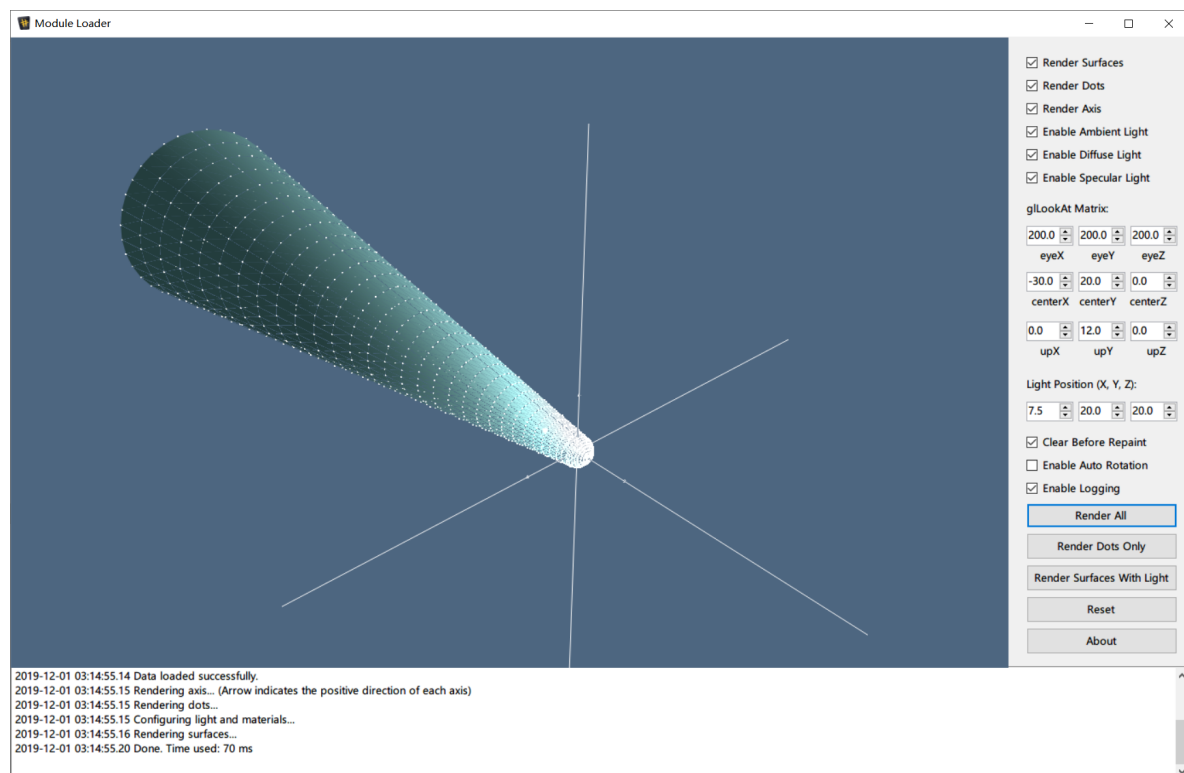 Module Loader
Render Surfaces
Render Dots
Render Axis
Enable Ambient Light
Enable Diffuse Light
Enable Specular Light
glLookAt Matrix:
200.0 200.0 200.0
eyeX eyeY eyeZ
-30.0 20.0 0.0
centerX centerY centerZ
0.0 12.0 0.0
upX upY upZ
Light Position (X, Y, Z):
7.5 20.0 20.0
Clear Before Repaint
Enable Auto Rotation
Enable Logging
Render All
Render Dots Only
Render Surfaces With Light
Reset
About
2019-12-01 03:14:55.14 Data loaded successfully.
2019-12-01 03:14:55.15 Rendering axis... (Arrow indicates the positive direction of each axis)
2019-12-01 03:14:55.15 Rendering dots...
2019-12-01 03:14:55.15 Configuring light and materials...
2019-12-01 03:14:55.16 Rendering surfaces...
2019-12-01 03:14:55.20 Done. Time used: 70 ms